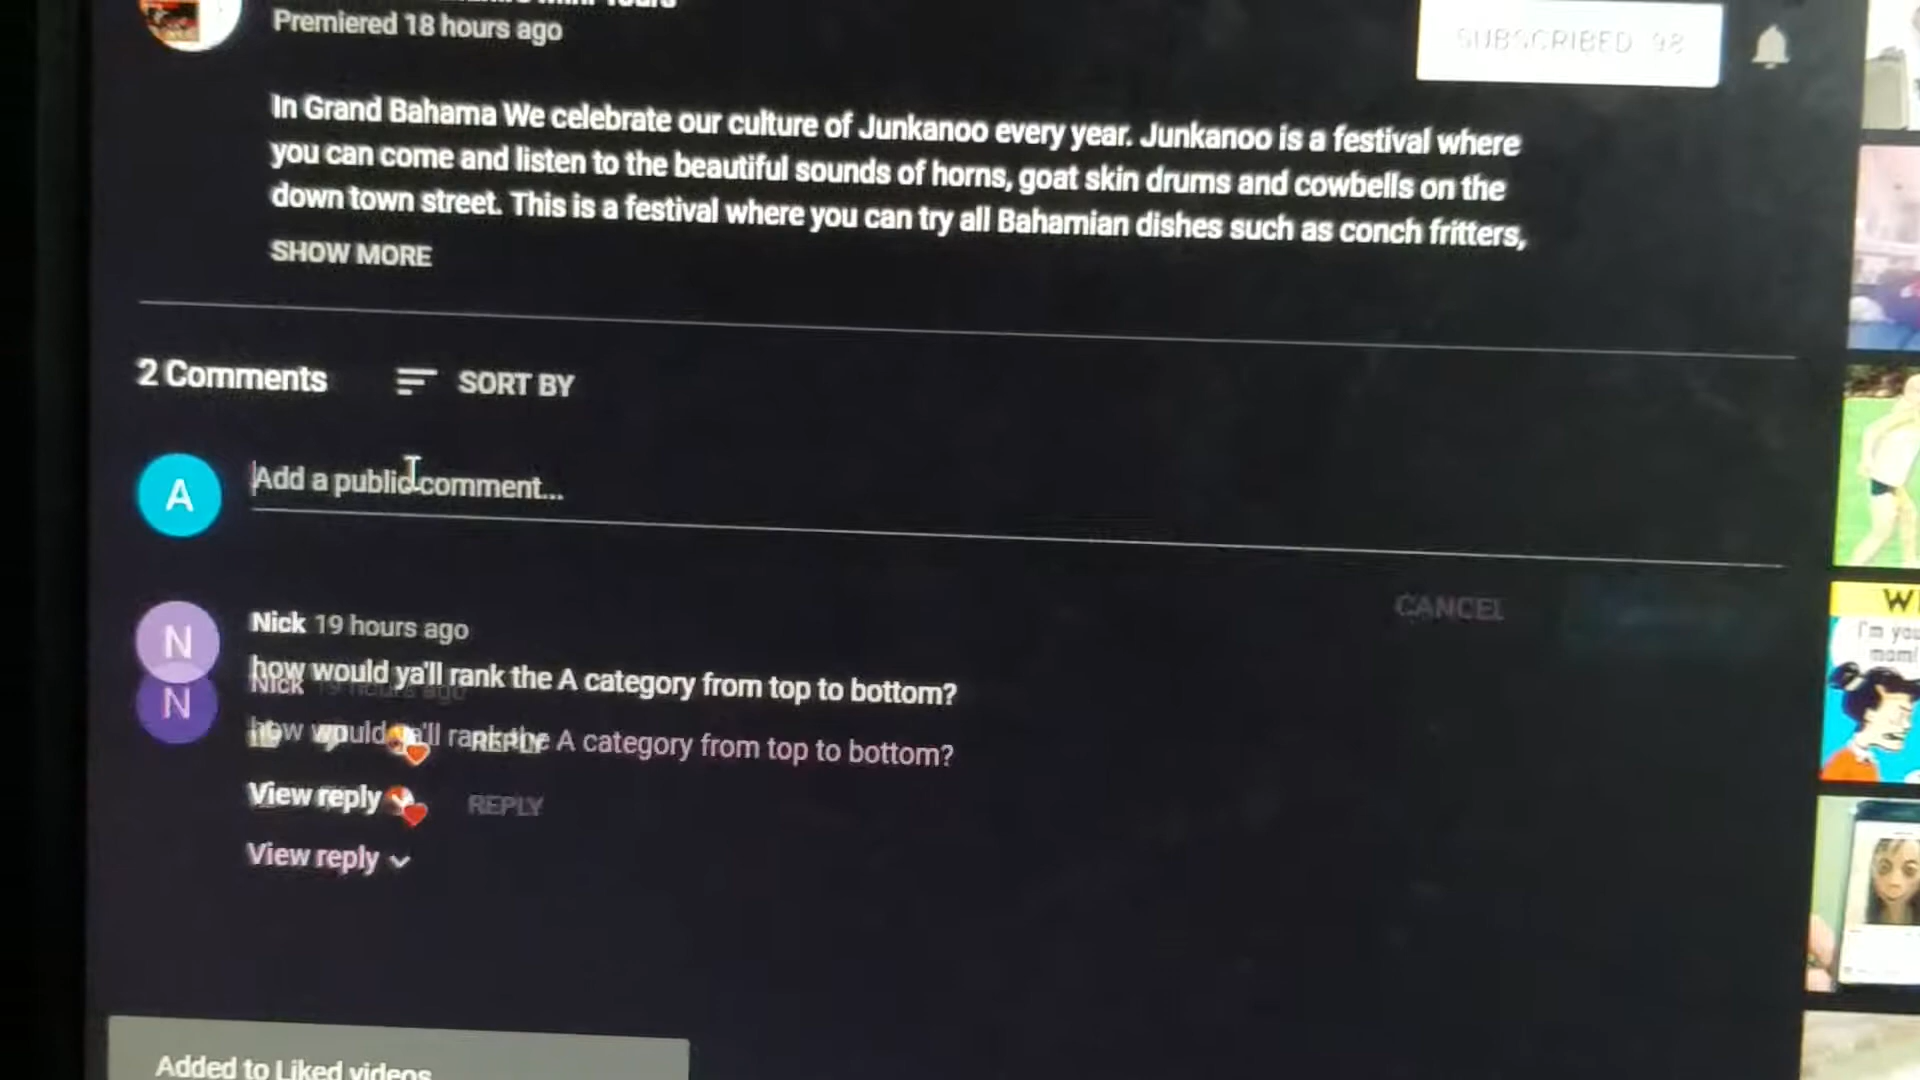 Premiered 18 hours ago
SUBSCRIBED 98
In Grand Bahama We celebrate our culture of Junkanoo every year. Junkanoo is a festival where
you can come and listen to the beautiful sounds of horns, goat skin drums and cowbells on the
down town street. This is a festival where you can try all Bahamian dishes such as conch fritters,
SHOW MORE
2 Comments SORT BY
A
Add a public comment...
CANCEL
N
Nick 19 hours ago
how would ya'll rank the A category from top to bottom?
N
Nick 19 hours ago
how would ya'll rank the A category from top to bottom?
REPLY
View reply
REPLY
View reply
Added to Liked videos
I'm you
mom!